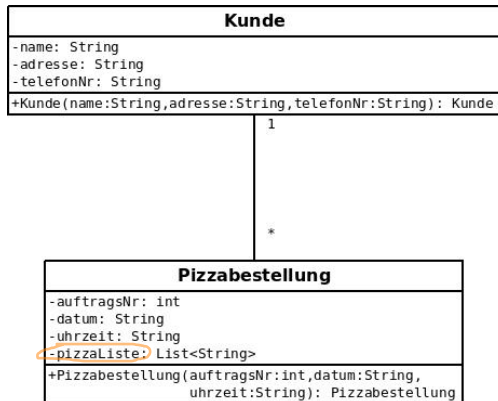 Kunde
-name: String
-adresse: String
-telefonNr: String
+Kunde(name:String,adresse:String,telefonNr:String): Kunde
1
*
Pizzabestellung
-auftragsNr: int
-datum: String
-uhrzeit: String
-pizzaListe: List<String>
+Pizzabestellung(auftragsNr:int,datum:String,
uhrzeit:String): Pizzabestellung